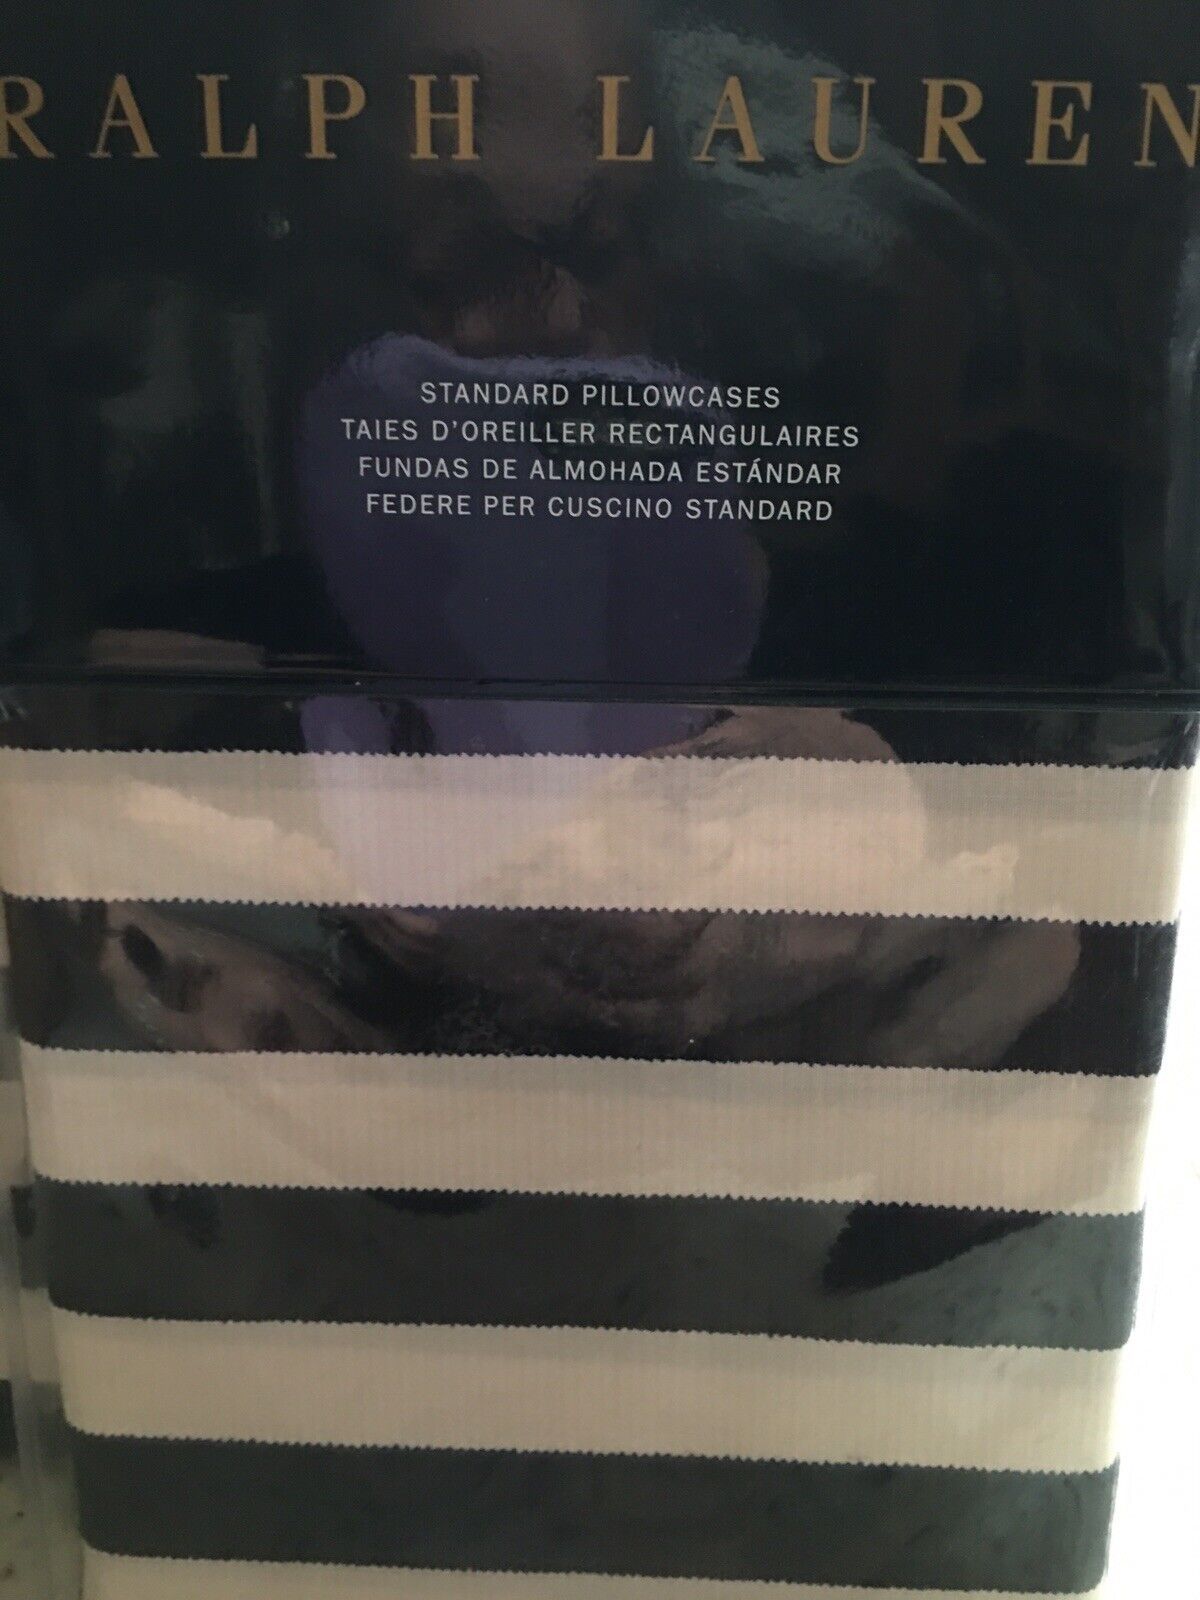 RALPH LAUREN
STANDARD PILLOWCASES
TAIES D'OREILLER RECTANGULAIRES
FUNDAS DE ALMOHADA ESTÁNDAR
FEDERE PER CUSCINO STANDARD